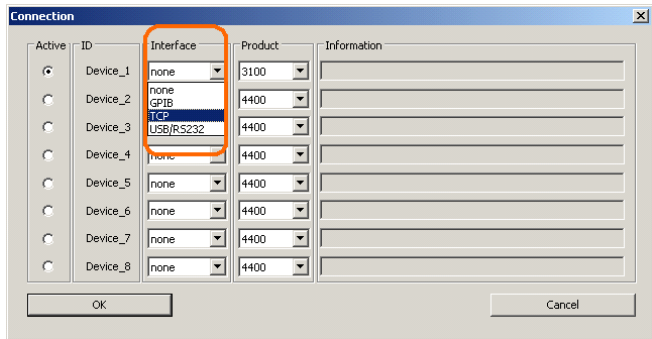 Connection
Active ID Interface Product Information
Device_1 none 3100
none
GPIB
TCP
USB/RS232
Device_2 4400
Device_3 4400
Device_4 none 4400
Device_5 none 4400
Device_6 none 4400
Device_7 none 4400
Device_8 none 4400
OK Cancel